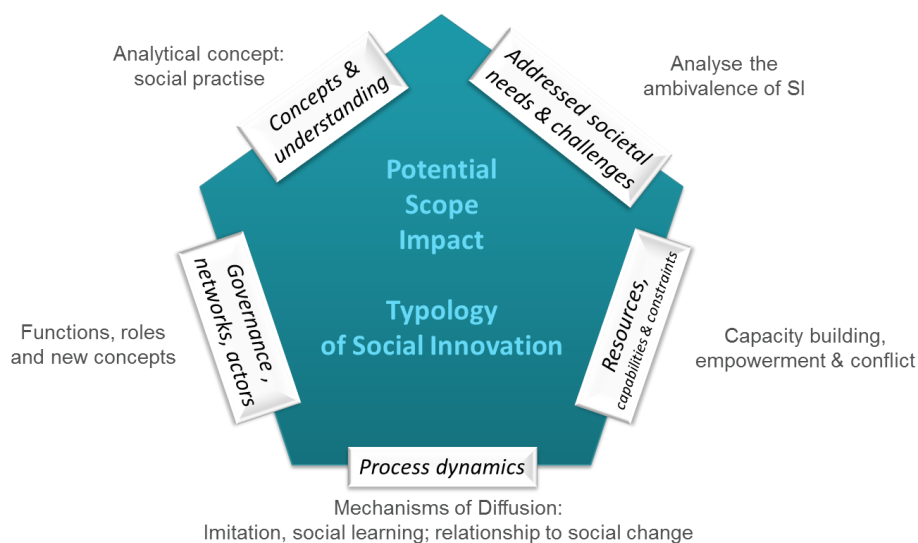 Analytical concept:
social practise
Concepts &
understanding
Addressed societal
needs & challenges
Analyse the
ambivalence of SI
Potential
Scope
Impact
Typology
of Social Innovation
Governance ,
networks, actors
Functions, roles
and new concepts
Resources,
capabilities & constraints
Capacity building,
empowerment & conflict
Process dynamics
Mechanisms of Diffusion:
Imitation, social learning; relationship to social change